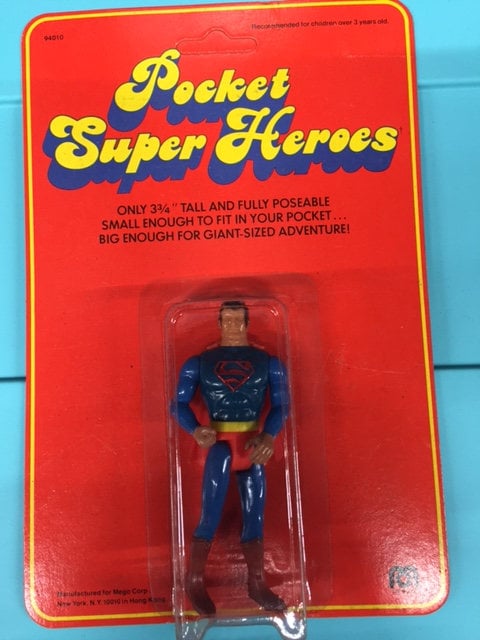 94010
Recommended for children over 3 years old.
Pocket
Super Heroes
ONLY 3¾" TALL AND FULLY POSEABLE
SMALL ENOUGH TO FIT IN YOUR POCKET...
BIG ENOUGH FOR GIANT-SIZED ADVENTURE!
S
Manufactured for Mego Corp
New York, N.Y. 10010 in Hong Kong